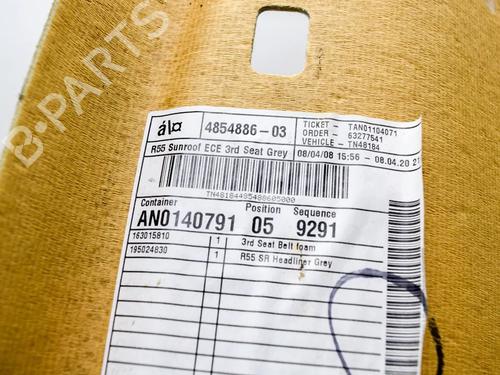 B-PARTS
álo
4854886-03
TICKET - TAN01104071
ORDER - 63277541
VEHICLE - TN48184
R55 Sunroof ECE 3rd Seat Grey
08/04/08 15:56 - 08.04.20
TN48184495488605000
Container Position Sequence
AN0140791 05 9291
163015810 1 3rd Seat Belt foam
195024830 1 R55 SR Headliner Grey